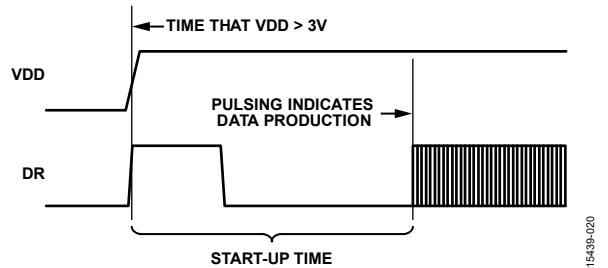 TIME THAT VDD > 3V
VDD
PULSING INDICATES
DATA PRODUCTION
DR
START-UP TIME
15439-020